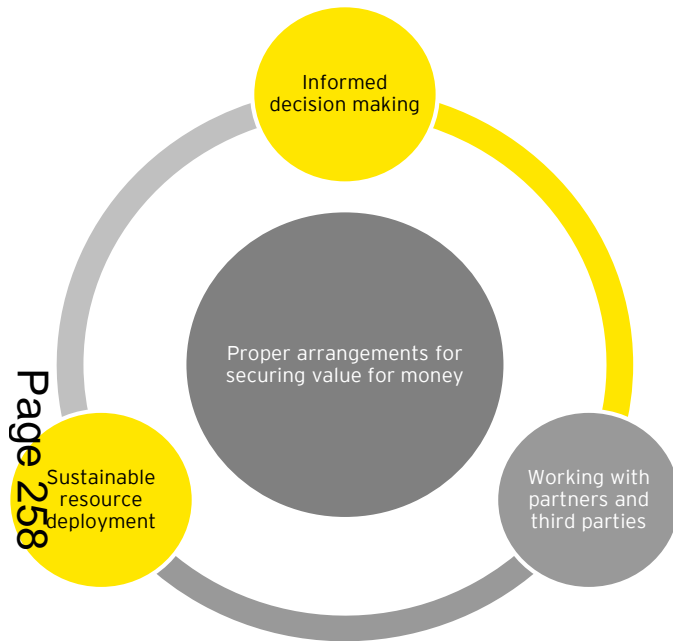 Informed
decision making
Proper arrangements for
securing value for money
Sustainable
resource
deployment
Working with
partners and
third parties
Page 258